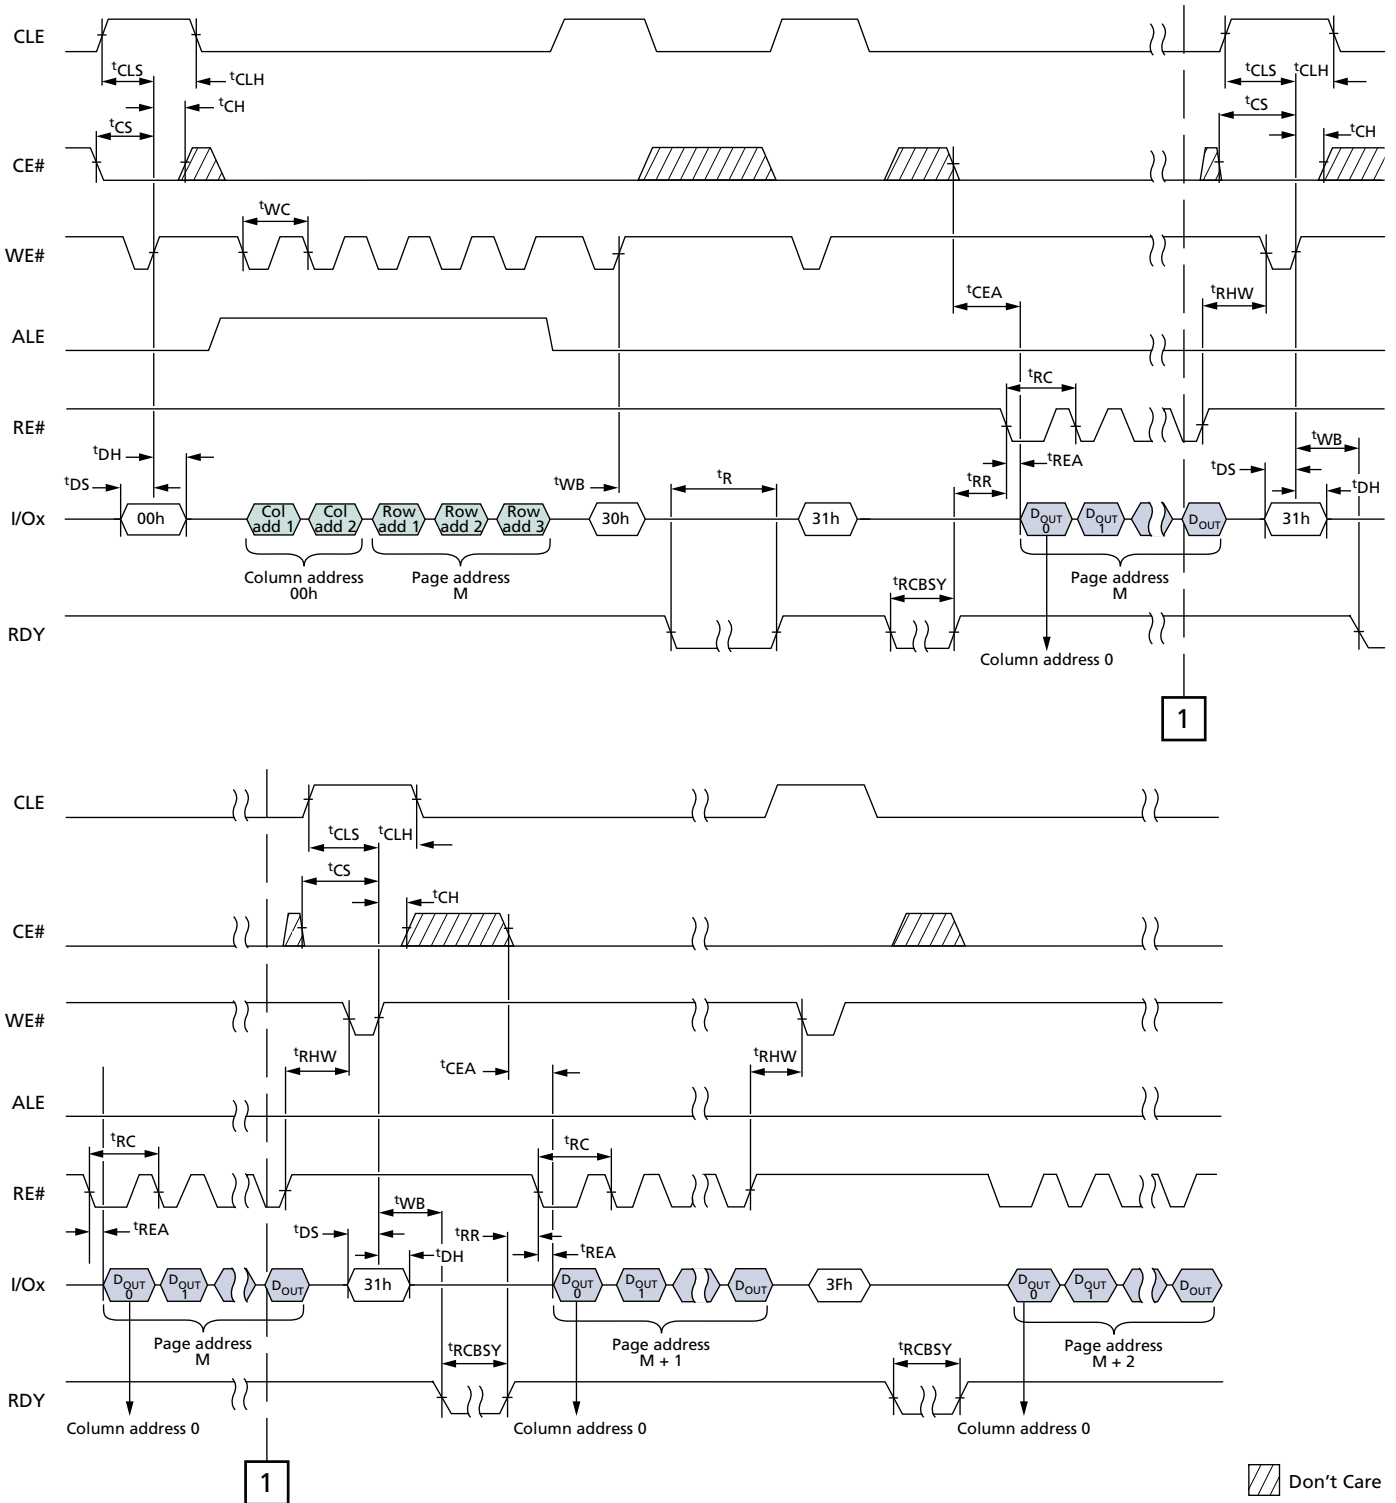 CLE
tCLS
tCLH
tCLS
tCLH
tCH
tCS
tCS
tCH
CE#
tWC
WE#
tCEA
tRHW
ALE
tRC
RE#
tDH
tREA
tWB
tDS
tWB
tR
tRR
tDS
tDH
I/Ox
00h
Col add 1
Col add 2
Row add 1
Row add 2
Row add 3
30h
31h
DOUT 0
DOUT 1
DOUT
31h
Column address 00h
Page address M
tRCBSY
Page address M
RDY
Column address 0
1
CLE
tCLS
tCLH
tCS
tCH
CE#
WE#
tRHW
tCEA
tRHW
ALE
tRC
tRC
RE#
tREA
tWB
tDS
tDH
tRR
tREA
I/Ox
DOUT 0
DOUT 1
DOUT
31h
DOUT 0
DOUT 1
DOUT
3Fh
DOUT 0
DOUT 1
DOUT
Page address M
tRCBSY
Page address M + 1
tRCBSY
Page address M + 2
RDY
Column address 0
Column address 0
Column address 0
1
Don't Care